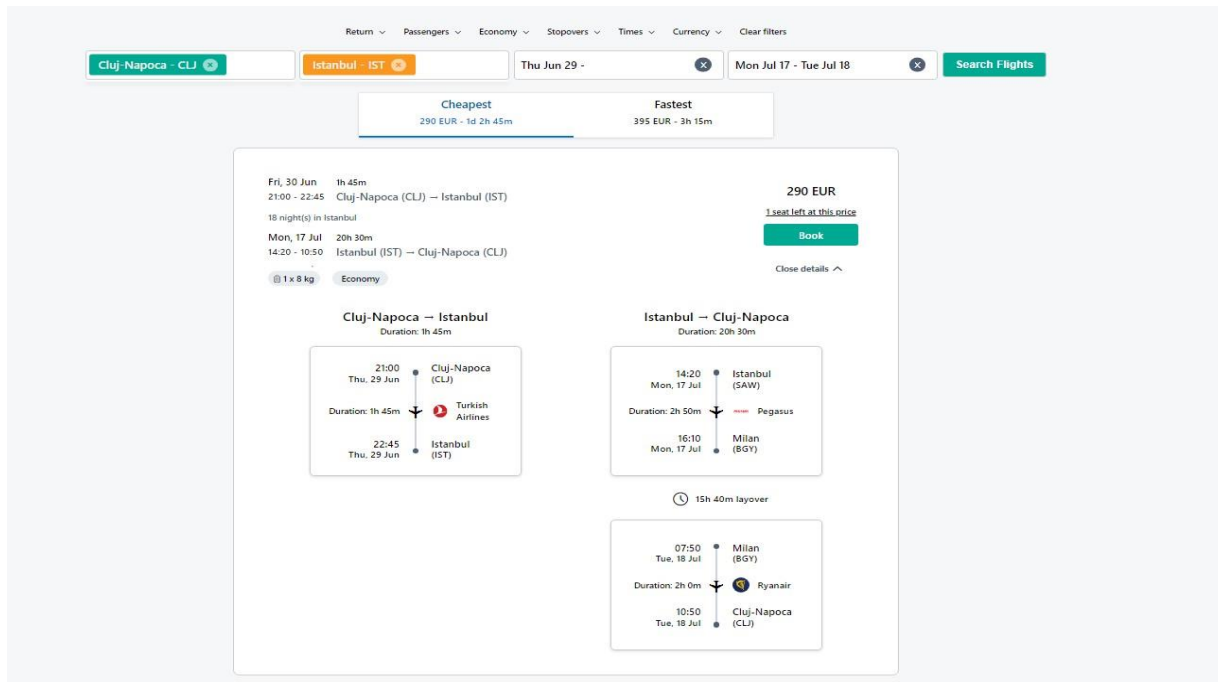 Return Passengers Economy Stopovers Times Currency Clear filters
Cluj-Napoca - CLJ Istanbul - IST Thu Jun 29 - Mon Jul 17 - Tue Jul 18 Search Flights
Cheapest
290 EUR - 1d 2h 45m
Fastest
395 EUR - 3h 15m
Fri, 30 Jun 1h 45m
21:00 - 22:45 Cluj-Napoca (CLJ) → Istanbul (IST)
18 night(s) in Istanbul
Mon, 17 Jul 20h 30m
14:20 - 10:50 Istanbul (IST) → Cluj-Napoca (CLJ)
1 x 8 kg Economy
290 EUR
1 seat left at this price
Book
Close details
Cluj-Napoca → Istanbul
Duration: 1h 45m
21:00 Cluj-Napoca
Thu, 29 Jun (CLJ)
Duration: 1h 45m Turkish
Airlines
22:45 Istanbul
Thu, 29 Jun (IST)
Istanbul → Cluj-Napoca
Duration: 20h 30m
14:20 Istanbul
Mon, 17 Jul (SAW)
Duration: 2h 50m Pegasus
16:10 Milan
Mon, 17 Jul (BGY)
15h 40m layover
07:50 Milan
Tue, 18 Jul (BGY)
Duration: 2h 0m Ryanair
10:50 Cluj-Napoca
Tue, 18 Jul (CLJ)